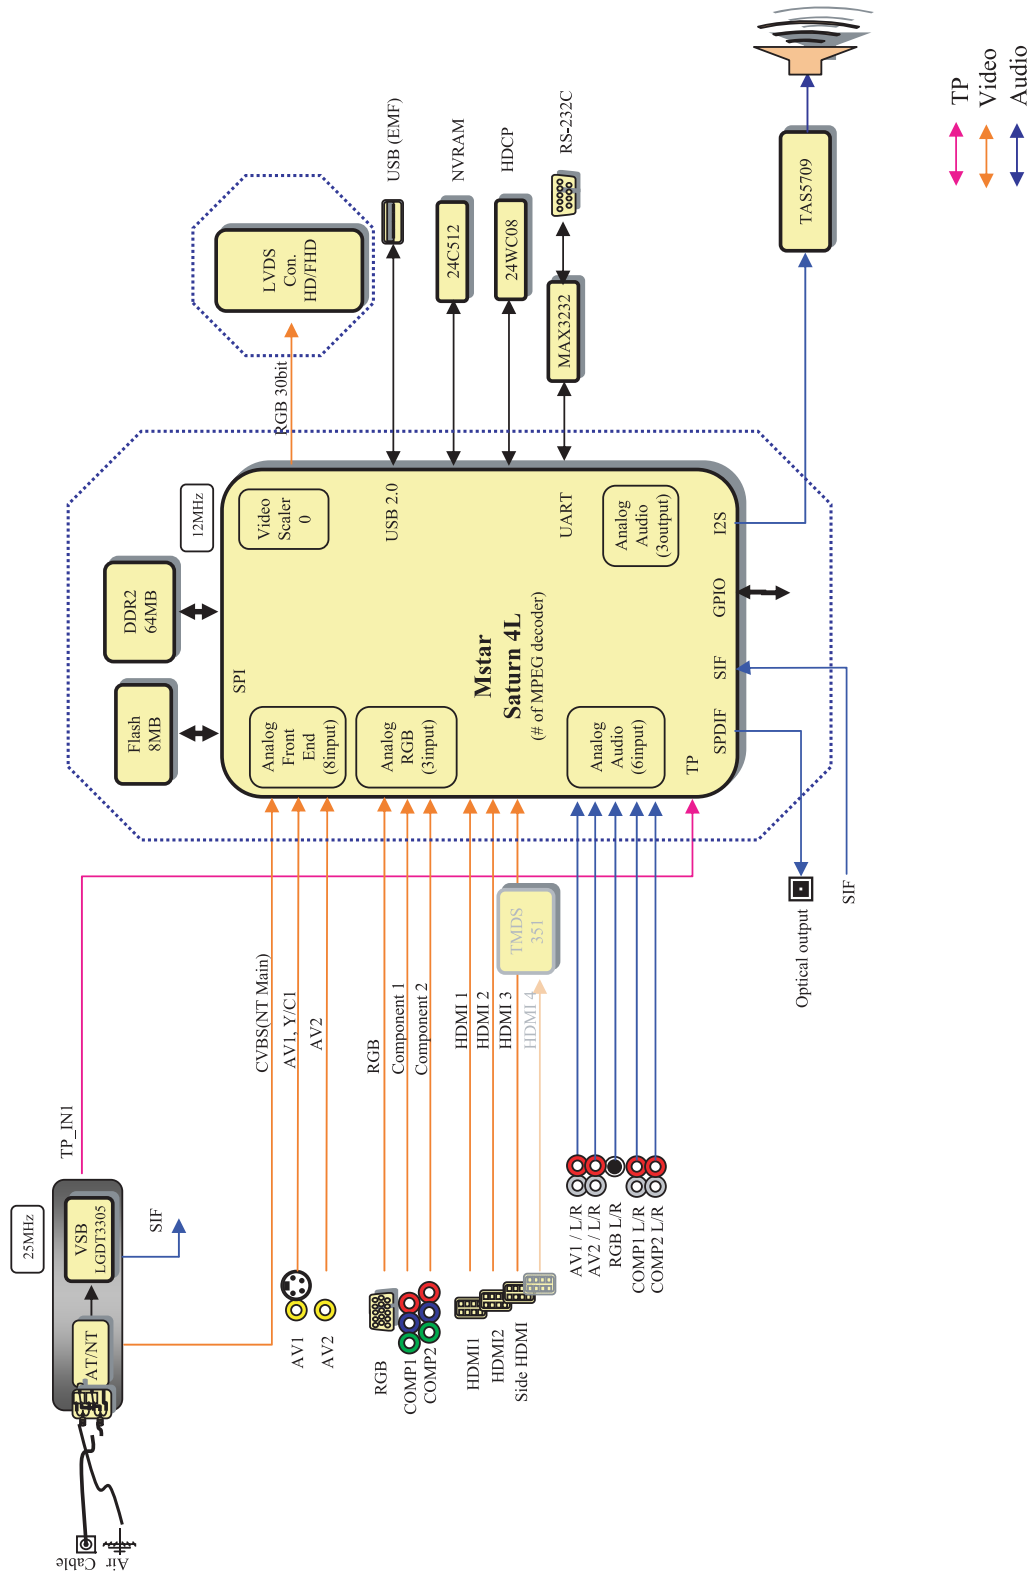 Air
Cable
25MHz
AT/NT
VSB
LGDT3305
TP_IN1
SIF
CVBS(NT Main)
AV1, Y/C1
AV2
RGB
Component 1
Component 2
HDMI 1
HDMI 2
HDMI 3
HDMI 4
TMDS
351
AV1
AV2
RGB
COMP1
COMP2
HDMI1
HDMI2
Side HDMI
AV1 / L/R
AV2 / L/R
RGB L/R
COMP1 L/R
COMP2 L/R
Flash
8MB
DDR2
64MB
12MHz
SPI
Analog
Front
End
(8input)
Analog
RGB
(3input)
Mstar
Saturn 4L
(# of MPEG decoder)
Analog
Audio
(6input)
TP
SPDIF
SIF
GPIO
I2S
Video
Scaler
0
USB 2.0
UART
Analog
Audio
(3output)
RGB 30bit
LVDS
Con.
HD/FHD
USB (EMF)
24C512
NVRAM
24WC08
HDCP
MAX3232
RS-232C
Optical output
SIF
TAS5709
TP
Video
Audio